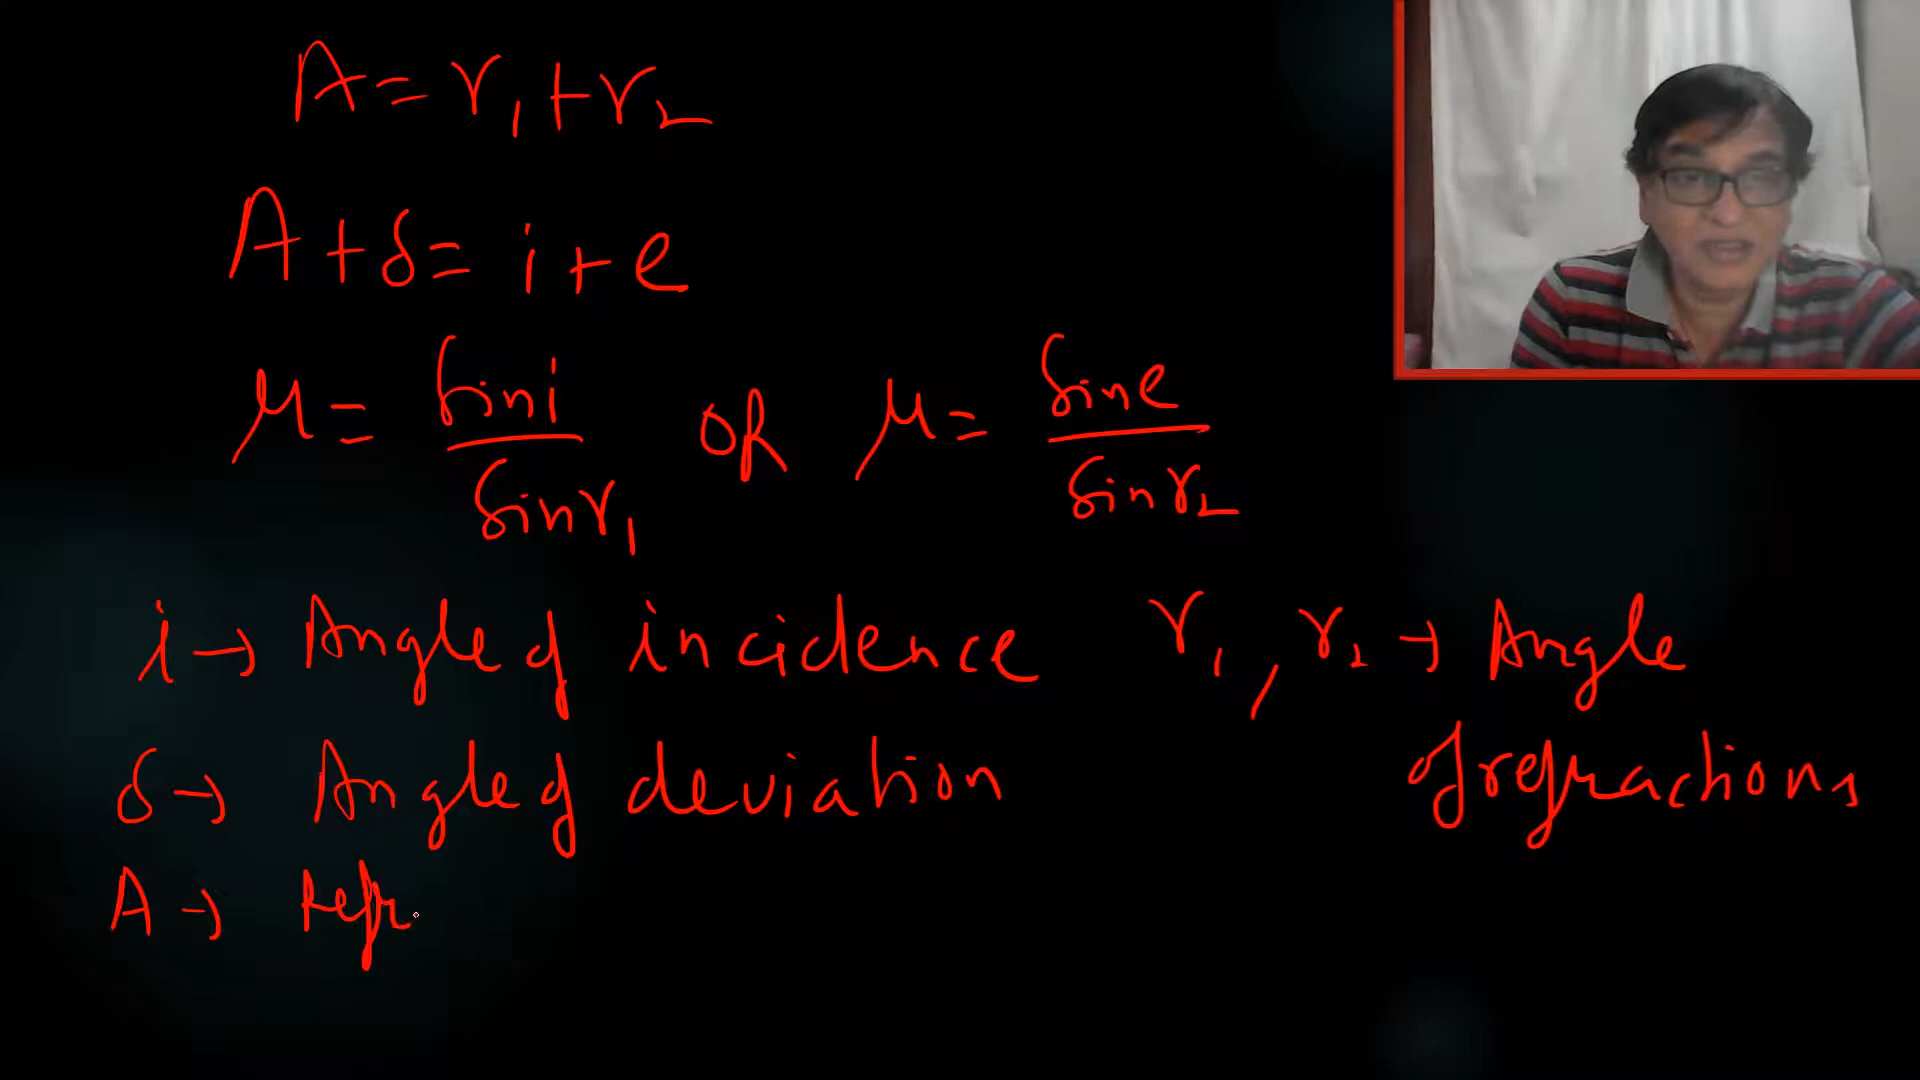 A = r₁ + r₂
A + δ = i + e
μ = sin i / sin r₁ OR μ = sin e / sin r₂
i → Angle of incidence
r₁, r₂ → Angle
of refractions
δ → Angle of deviation
A → Refr